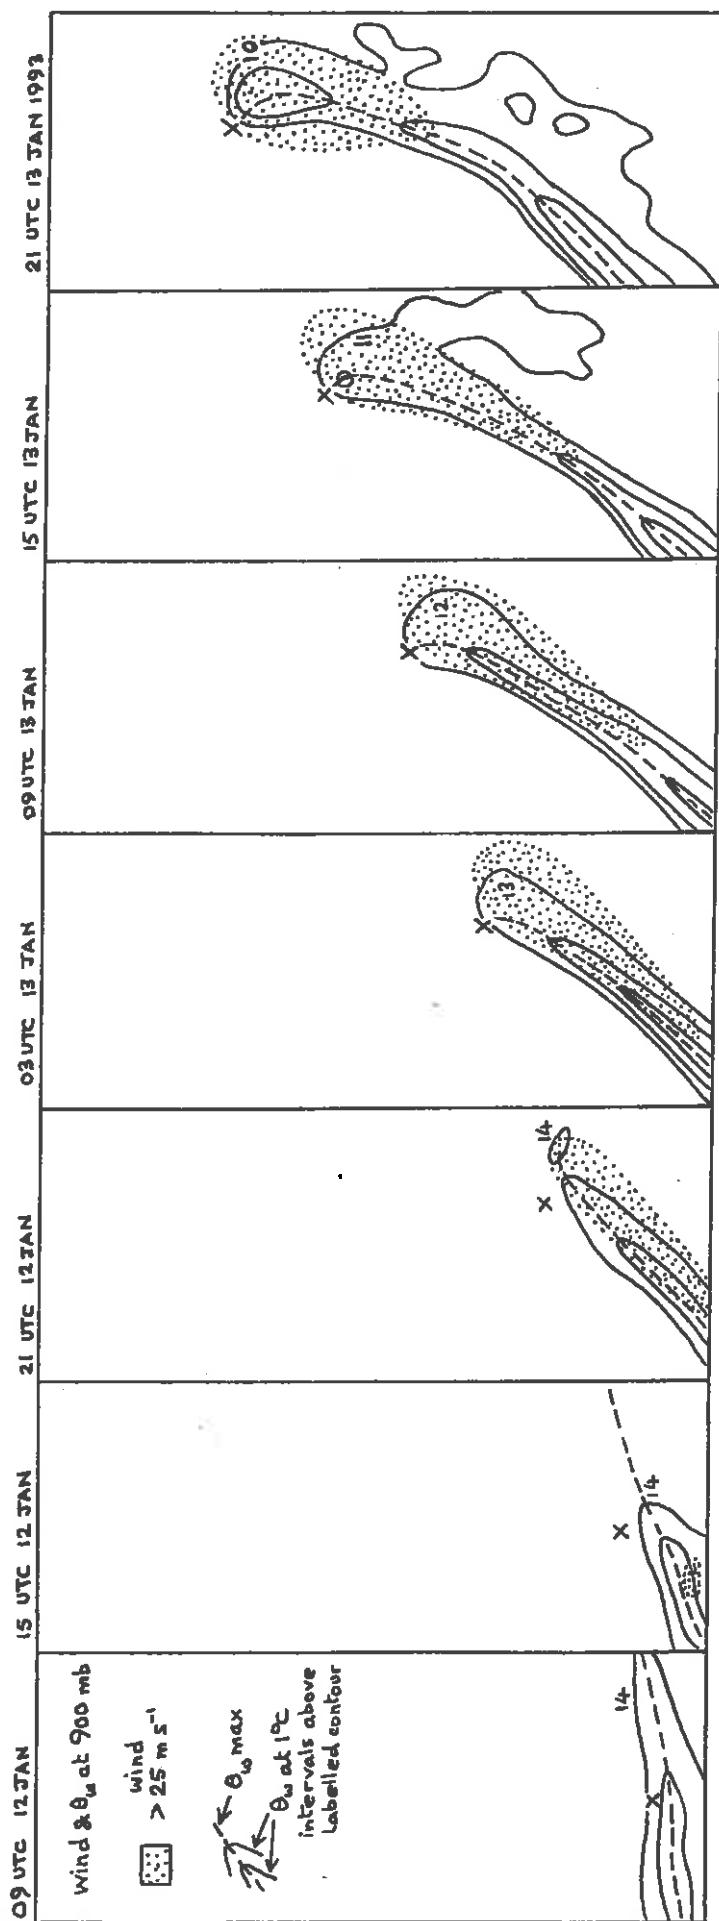 09 UTC 12 JAN
wind & θw at 900 mb
wind
> 25 m s⁻¹
θw max
θw at 1°C
intervals above
labelled contour
14
X
15 UTC 12 JAN
14
X
21 UTC 12 JAN
14
X
03 UTC 13 JAN
13
X
09 UTC 13 JAN
12
X
15 UTC 13 JAN
11
X
21 UTC 13 JAN 1993
10
X